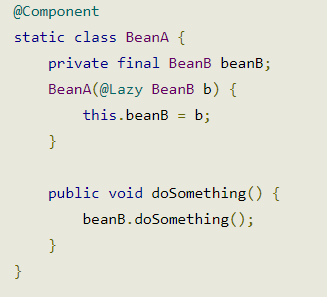 @Component
static class BeanA {
    private final BeanB beanB;
    BeanA(@Lazy BeanB b) {
        this.beanB = b;
    }

    public void doSomething() {
        beanB.doSomething();
    }
}